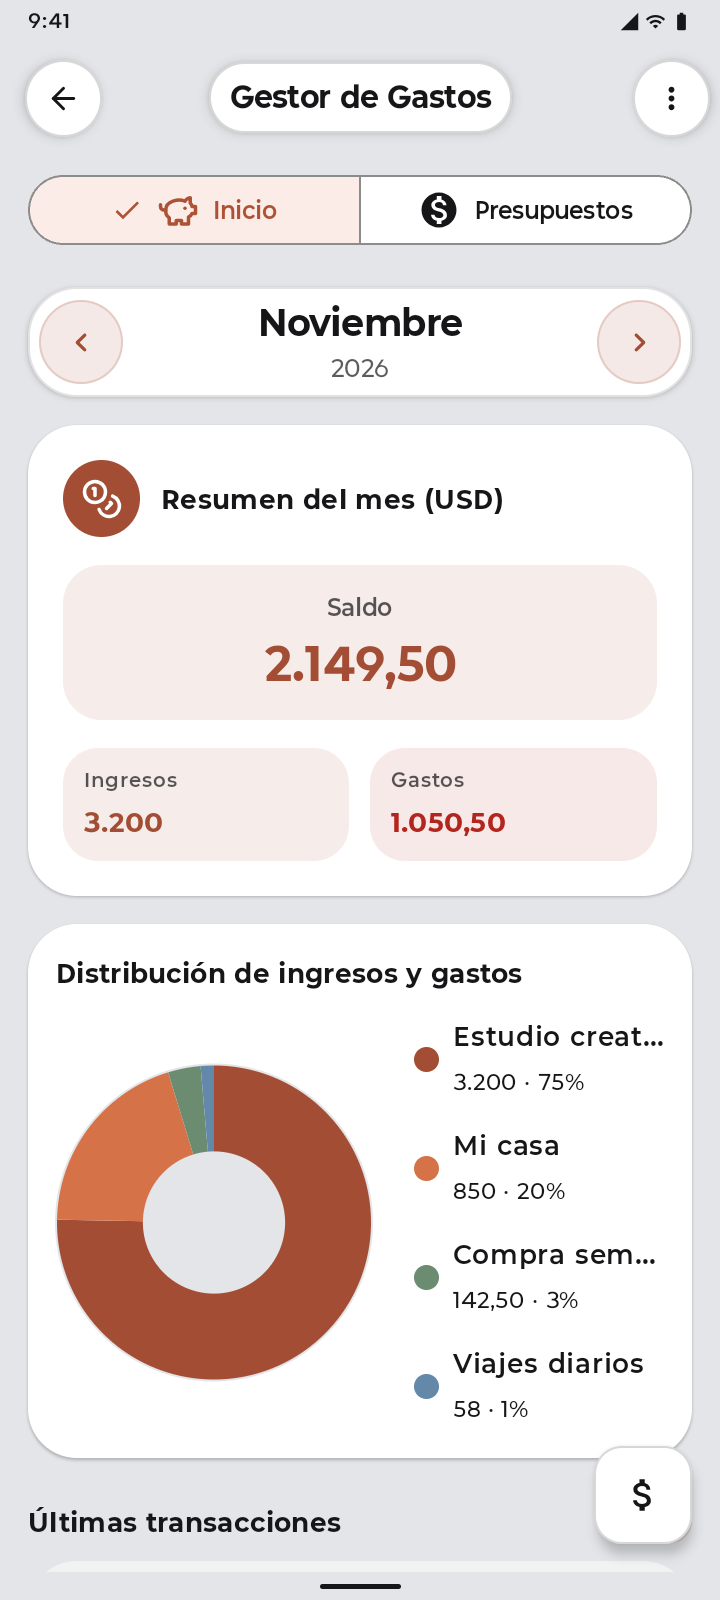 9:41
Gestor de Gastos
Inicio
Presupuestos
Noviembre
2026
Resumen del mes (USD)
Saldo
2.149,50
Ingresos
3.200
Gastos
1.050,50
Distribución de ingresos y gastos
Estudio creat...
3.200 · 75%
Mi casa
850 · 20%
Compra sem...
142,50 · 3%
Viajes diarios
58 · 1%
$
Últimas transacciones